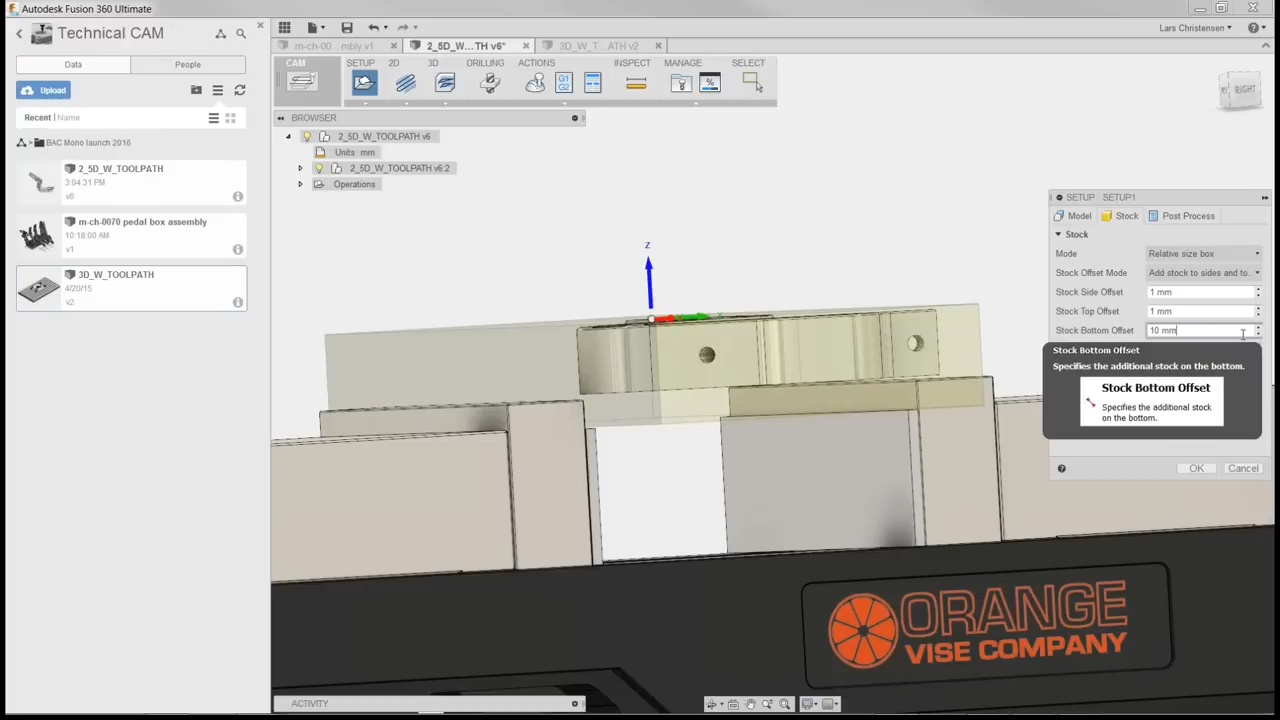 Autodesk Fusion 360 Ultimate
Technical CAM
Lars Christensen
Data
People
m-ch-00 ...mbly v1
2_5D_W...TH v6*
3D_W_T...ATH v2
CAM
SETUP
2D
3D
DRILLING
ACTIONS
INSPECT
MANAGE
SELECT
G1
G2
%
Upload
Recent | Name
BROWSER
2_5D_W_TOOLPATH v6
Units mm
2_5D_W_TOOLPATH v6:2
Operations
BAC Mono launch 2016
2_5D_W_TOOLPATH
3:04:31 PM
v6
m-ch-0070 pedal box assembly
10:18:00 AM
v1
3D_W_TOOLPATH
4/20/15
v2
RIGHT
Z
SETUP SETUP1
Model
Stock
Post Process
Stock
Mode Relative size box
Stock Offset Mode Add stock to sides and to...
Stock Side Offset 1 mm
Stock Top Offset 1 mm
Stock Bottom Offset 10 mm
Stock Bottom Offset
Specifies the additional stock on the bottom.
Stock Bottom Offset
Specifies the additional stock
on the bottom.
OK
Cancel
ORANGE
VISE COMPANY
ACTIVITY